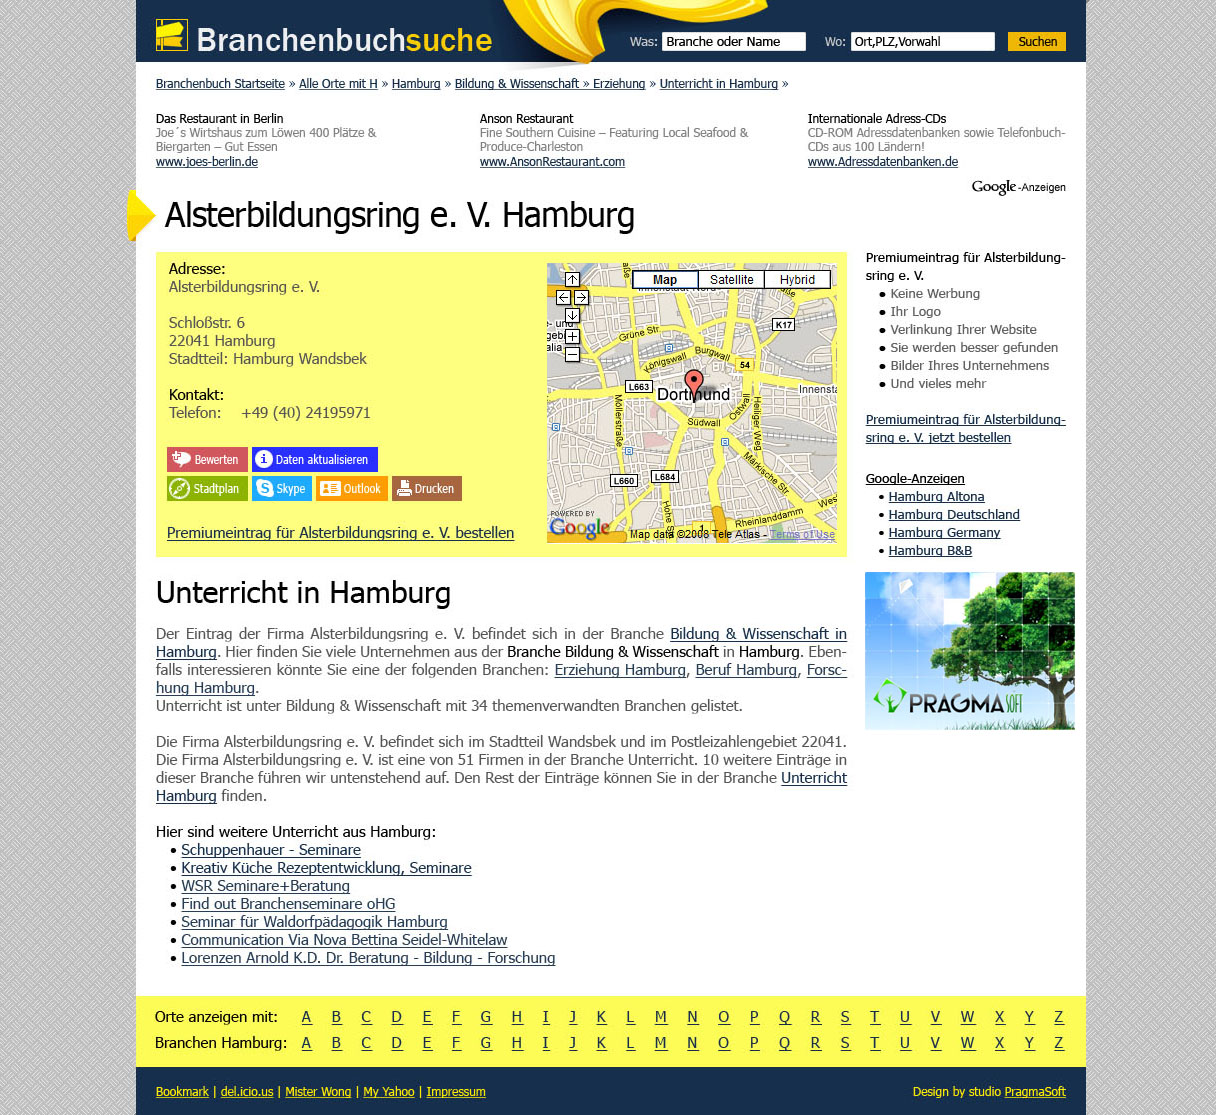 Branchenbuchsuche
Was: Branche oder Name Wo: Ort,PLZ,Vorwahl Suchen
Branchenbuch Startseite » Alle Orte mit H » Hamburg » Bildung & Wissenschaft » Erziehung » Unterricht in Hamburg »
Das Restaurant in Berlin
Joe´s Wirtshaus zum Löwen 400 Plätze &
Biergarten – Gut Essen
www.joes-berlin.de
Anson Restaurant
Fine Southern Cuisine – Featuring Local Seafood &
Produce-Charleston
www.AnsonRestaurant.com
Internationale Adress-CDs
CD-ROM Adressdatenbanken sowie Telefonbuch-
CDs aus 100 Ländern!
www.Adressdatenbanken.de
Google-Anzeigen
Alsterbildungsring e. V. Hamburg
Adresse:
Alsterbildungsring e. V.
Schloßstr. 6
22041 Hamburg
Stadtteil: Hamburg Wandsbek
Kontakt:
Telefon: +49 (40) 24195971
Bewerten Daten aktualisieren
Stadtplan Skype Outlook Drucken
Premiumeintrag für Alsterbildungsring e. V. bestellen
Map Satellite Hybrid
K17
Grüne Str
Burgwall
Königswall
54
L663
Innensta
Dortmund
Möllerstraße
Ostwall
Heiliger Weg
Südwall
Märkische Str
L684
L660
Hohe S
Wes
Rheinlanddamm
1
POWERED BY
Google
Map data ©2008 Tele Atlas - Terms of Use
Premiumeintrag für Alsterbildung-
sring e. V.
• Keine Werbung
• Ihr Logo
• Verlinkung Ihrer Website
• Sie werden besser gefunden
• Bilder Ihres Unternehmens
• Und vieles mehr
Premiumeintrag für Alsterbildung-
sring e. V. jetzt bestellen
Google-Anzeigen
• Hamburg Altona
• Hamburg Deutschland
• Hamburg Germany
• Hamburg B&B
PRAGMA SOFT
Unterricht in Hamburg
Der Eintrag der Firma Alsterbildungsring e. V. befindet sich in der Branche Bildung & Wissenschaft in
Hamburg. Hier finden Sie viele Unternehmen aus der Branche Bildung & Wissenschaft in Hamburg. Eben-
falls interessieren könnte Sie eine der folgenden Branchen: Erziehung Hamburg, Beruf Hamburg, Forsc-
hung Hamburg.
Unterricht ist unter Bildung & Wissenschaft mit 34 themenverwandten Branchen gelistet.
Die Firma Alsterbildungsring e. V. befindet sich im Stadtteil Wandsbek und im Postleizahlengebiet 22041.
Die Firma Alsterbildungsring e. V. ist eine von 51 Firmen in der Branche Unterricht. 10 weitere Einträge in
dieser Branche führen wir untenstehend auf. Den Rest der Einträge können Sie in der Branche Unterricht
Hamburg finden.
Hier sind weitere Unterricht aus Hamburg:
• Schuppenhauer - Seminare
• Kreativ Küche Rezeptentwicklung, Seminare
• WSR Seminare+Beratung
• Find out Branchenseminare oHG
• Seminar für Waldorfpädagogik Hamburg
• Communication Via Nova Bettina Seidel-Whitelaw
• Lorenzen Arnold K.D. Dr. Beratung - Bildung - Forschung
Orte anzeigen mit: A B C D E F G H I J K L M N O P Q R S T U V W X Y Z
Branchen Hamburg: A B C D E F G H I J K L M N O P Q R S T U V W X Y Z
Bookmark | del.icio.us | Mister Wong | My Yahoo | Impressum
Design by studio PragmaSoft